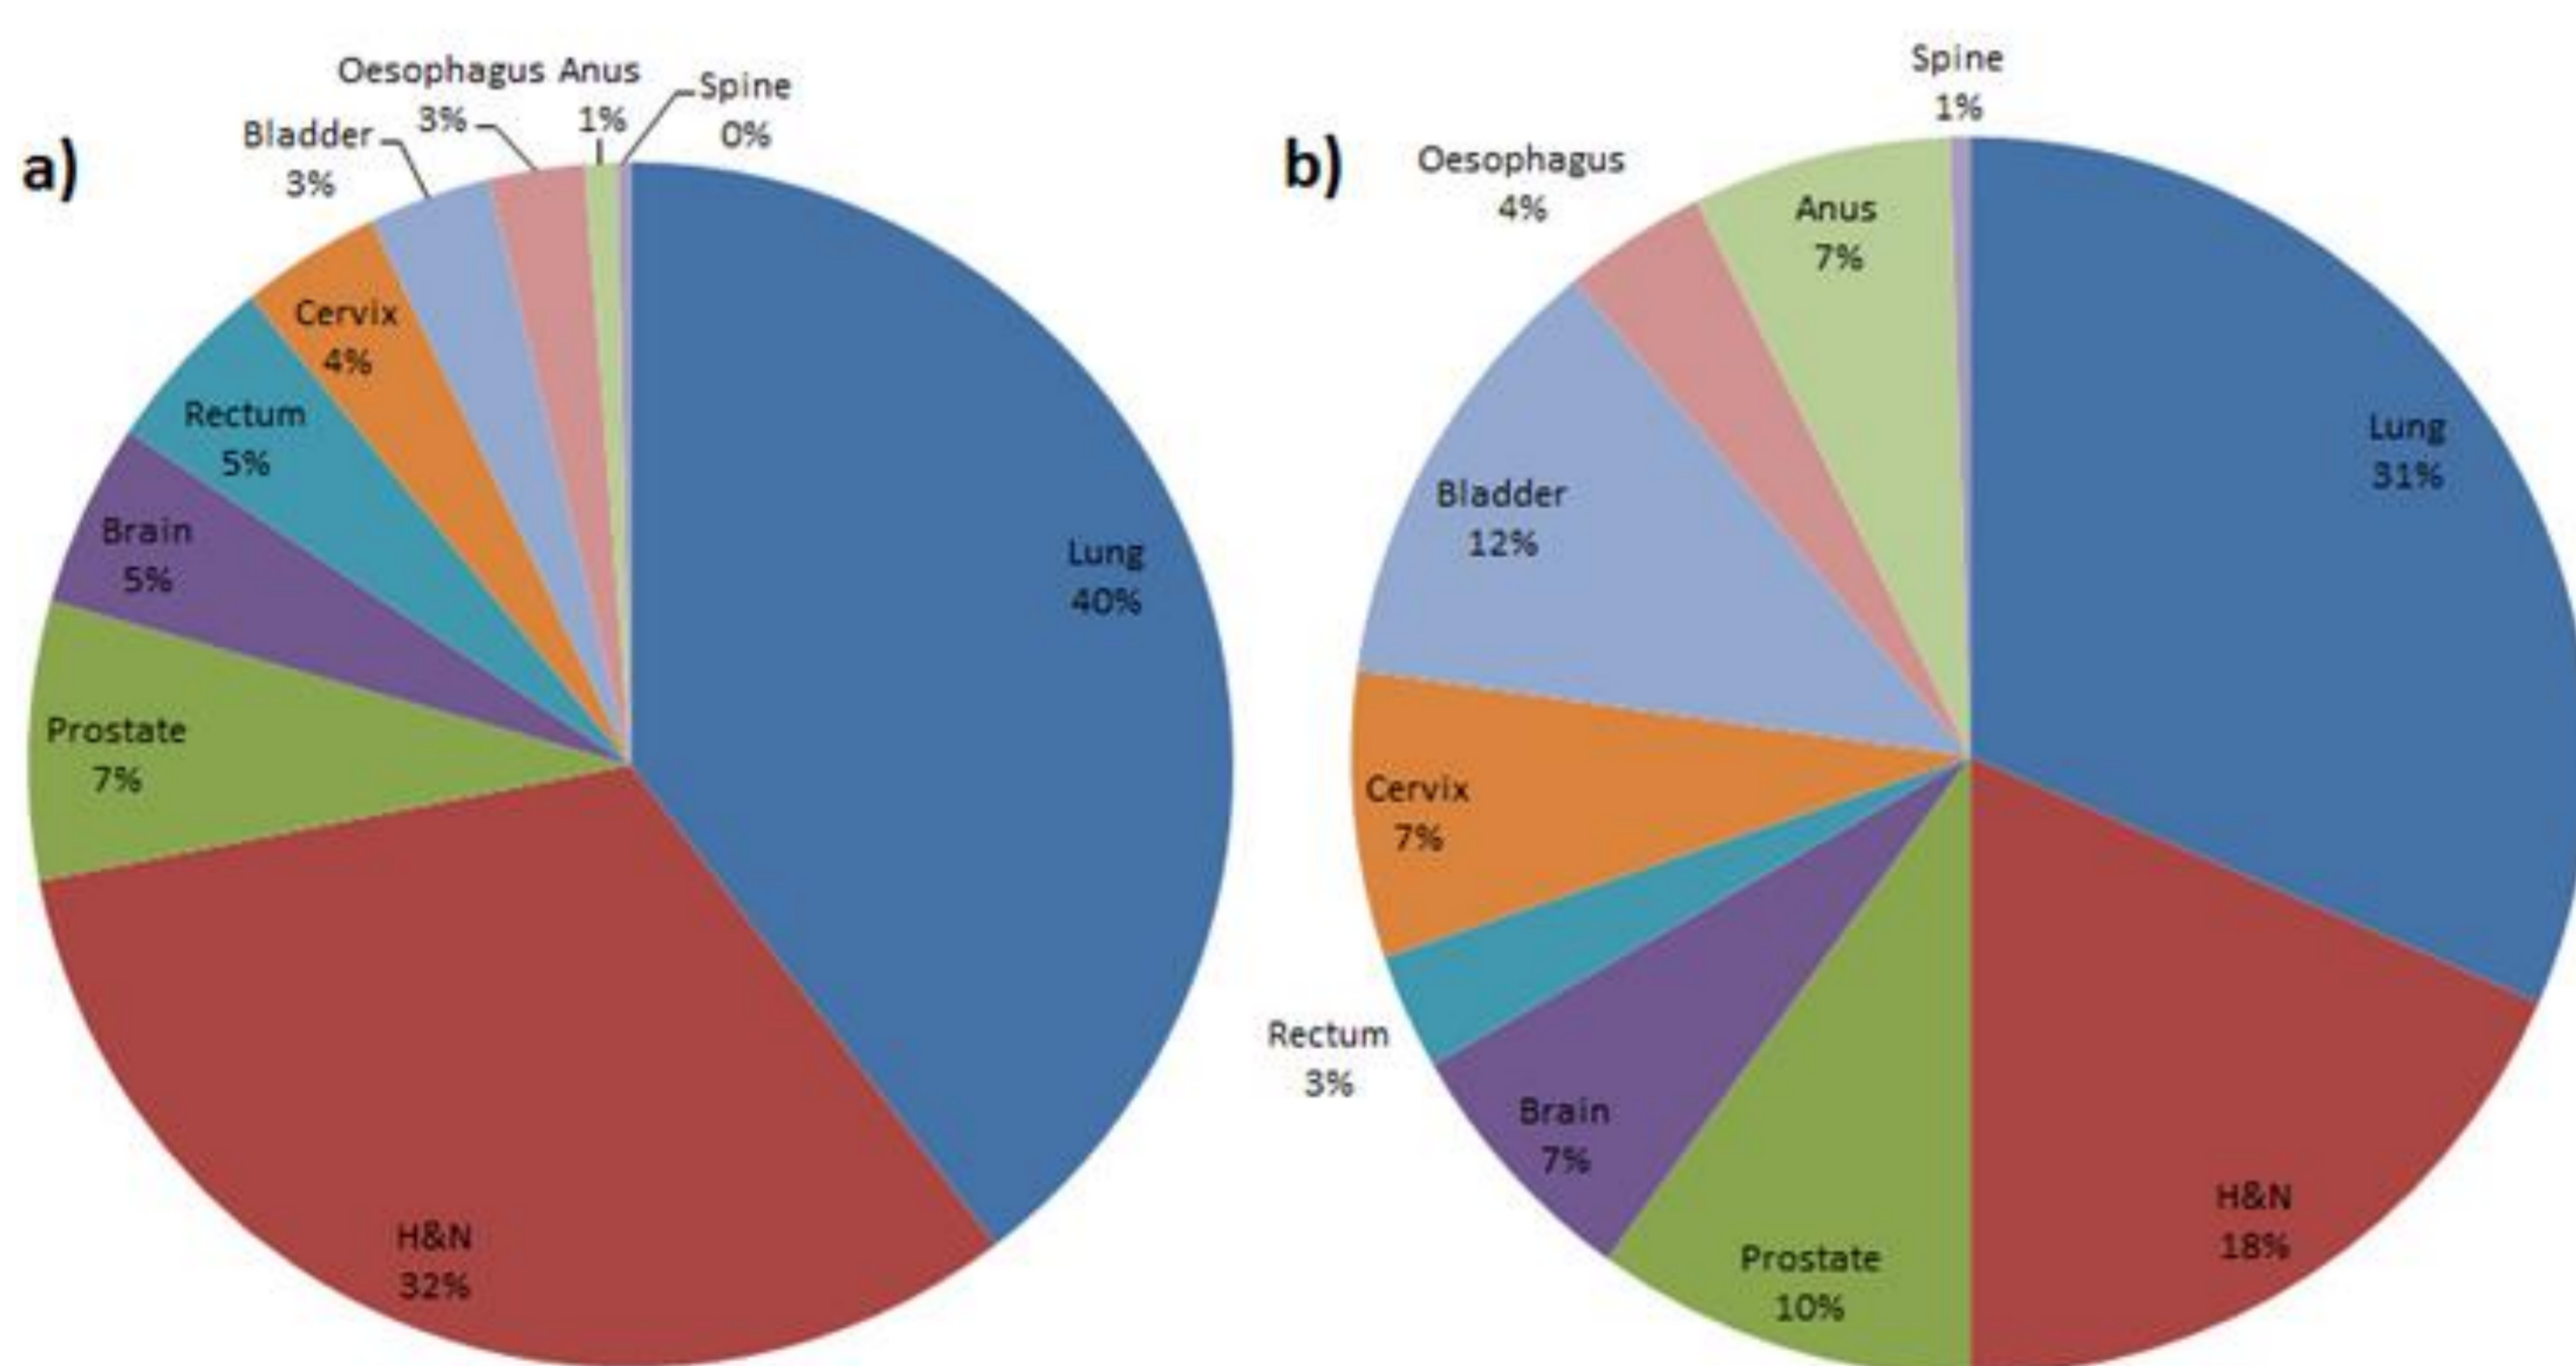 a)
Oesophagus
3%
Anus
1%
Spine
0%
Bladder
3%
Cervix
4%
Rectum
5%
Brain
5%
Prostate
7%
Lung
40%
H&N
32%
b)
Spine
1%
Oesophagus
4%
Anus
7%
Lung
31%
Bladder
12%
Cervix
7%
Rectum
3%
Brain
7%
Prostate
10%
H&N
18%